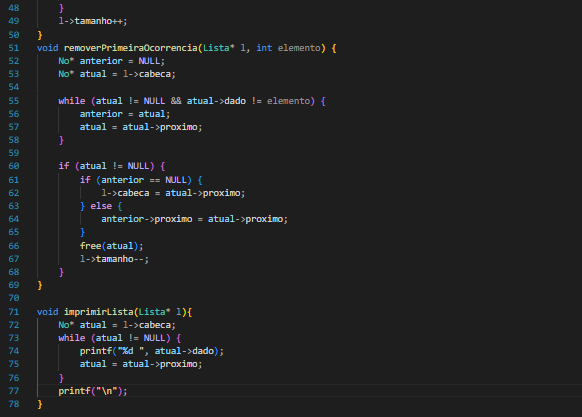 48 }
49 l->tamanho++;
50 }
51 void removerPrimeiraOcorrencia(Lista* l, int elemento) {
52 No* anterior = NULL;
53 No* atual = l->cabeca;
54
55 while (atual != NULL && atual->dado != elemento) {
56 anterior = atual;
57 atual = atual->proximo;
58 }
59
60 if (atual != NULL) {
61 if (anterior == NULL) {
62 l->cabeca = atual->proximo;
63 } else {
64 anterior->proximo = atual->proximo;
65 }
66 free(atual);
67 l->tamanho--;
68 }
69 }
70
71 void imprimirLista(Lista* l){
72 No* atual = l->cabeca;
73 while (atual != NULL) {
74 printf("%d ", atual->dado);
75 atual = atual->proximo;
76 }
77 printf("\n");
78 }